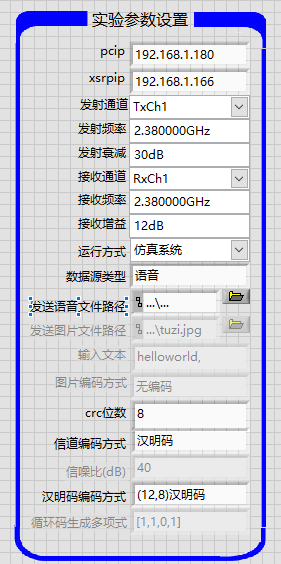 实验参数设置
pcip 192.168.1.180
xsrpip 192.168.1.166
发射通道 TxCh1
发射频率 2.380000GHz
发射衰减 30dB
接收通道 RxCh1
接收频率 2.380000GHz
接收增益 12dB
运行方式 仿真系统
数据源类型 语音
发送语音文件路径 ...\...
发送图片文件路径 ...\tuzi.jpg
输入文本 helloworld,
图片编码方式 无编码
crc位数 8
信道编码方式 汉明码
信噪比(dB) 40
汉明码编码方式 (12,8)汉明码
循环码生成多项式 [1,1,0,1]